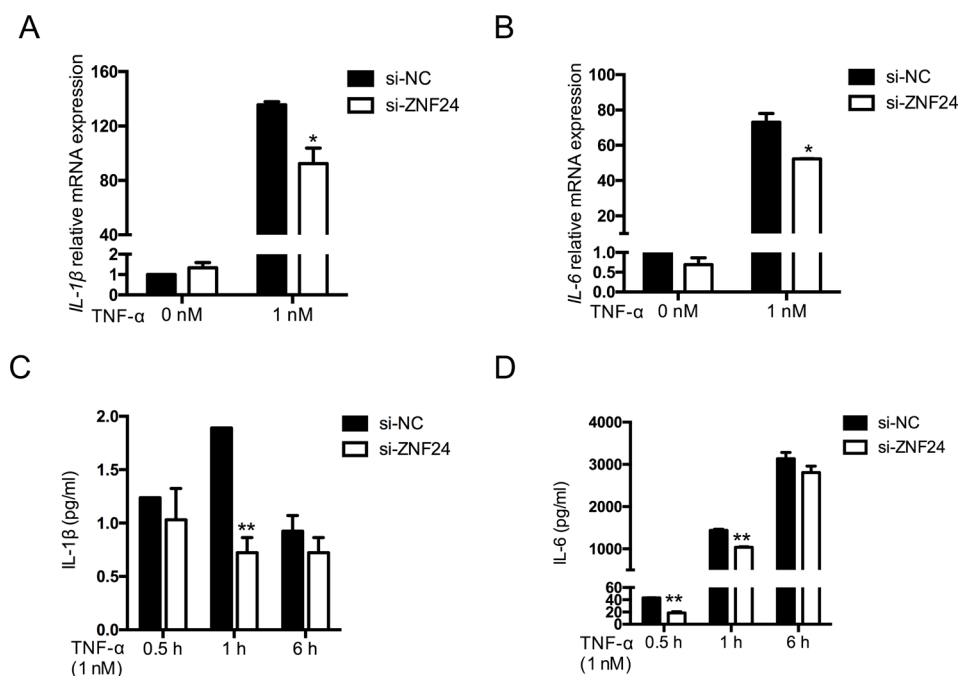 A
IL-1β relative mRNA expression
160
120
80
40
2
1
0
si-NC
si-ZNF24
*
TNF-α 0 nM 1 nM
B
IL-6 relative mRNA expression
100
80
60
40
20
1.0
0.5
0.0
si-NC
si-ZNF24
*
TNF-α 0 nM 1 nM
C
IL-1β (pg/ml)
2.0
1.5
1.0
0.5
0.0
si-NC
si-ZNF24
**
TNF-α 0.5 h 1 h 6 h
(1 nM)
D
IL-6 (pg/ml)
4000
3000
2000
1000
60
40
20
0
si-NC
si-ZNF24
**
**
TNF-α 0.5 h 1 h 6 h
(1 nM)